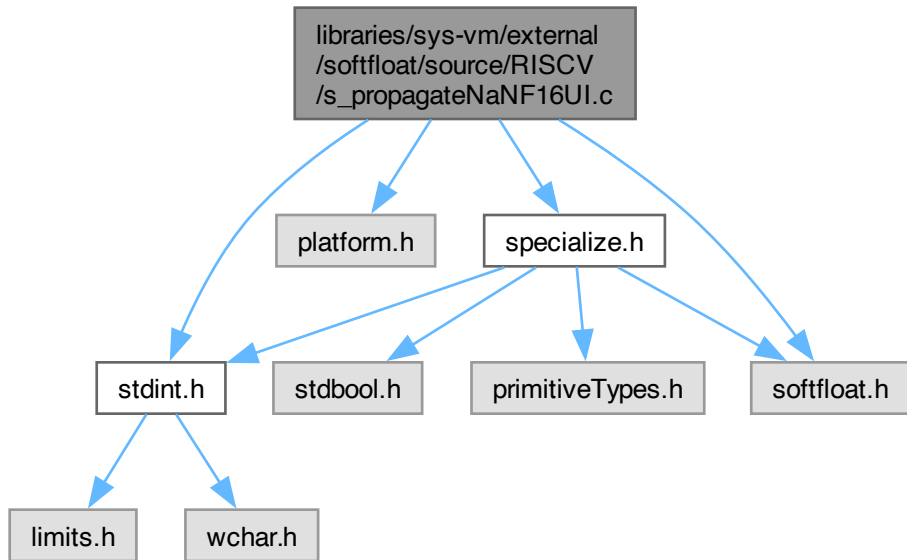 libraries/sys-vm/external
/softfloat/source/RISCV
/s_propagateNaNF16UI.c
platform.h
specialize.h
stdint.h
stdbool.h
primitiveTypes.h
softfloat.h
limits.h
wchar.h